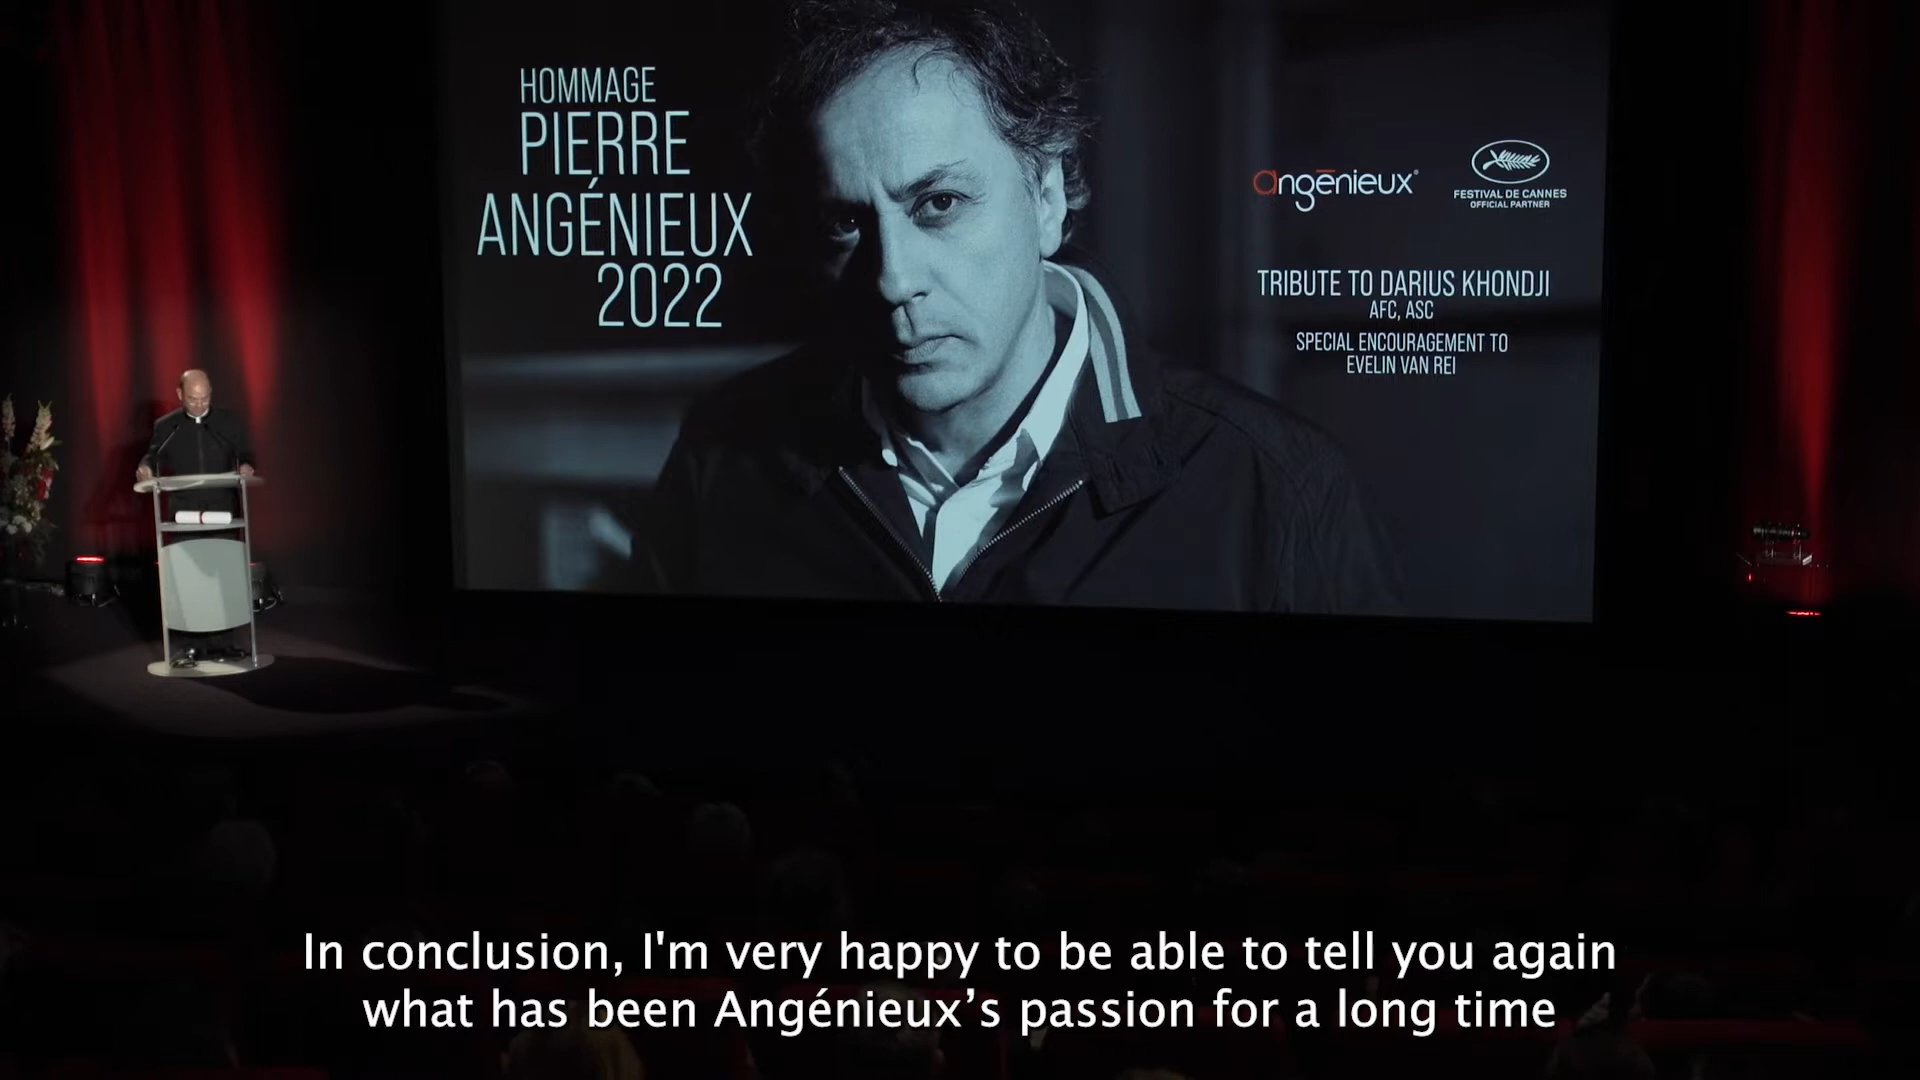 HOMMAGE
PIERRE
ANGÉNIEUX
2022
angēnieux®
FESTIVAL DE CANNES
OFFICIAL PARTNER
TRIBUTE TO DARIUS KHONDJI
AFC, ASC
SPECIAL ENCOURAGEMENT TO
EVELIN VAN REI
In conclusion, I'm very happy to be able to tell you again
what has been Angénieux’s passion for a long time